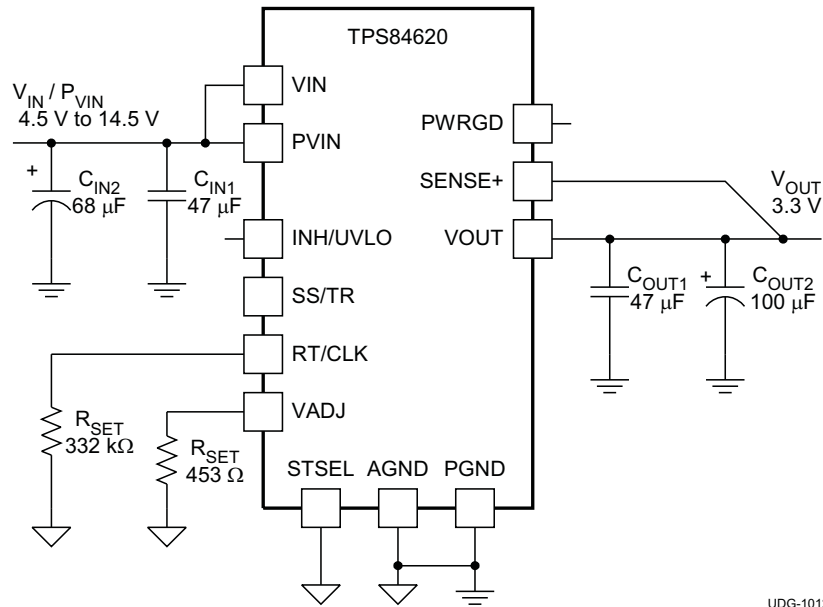 TPS84620
VIN
V_IN / P_VIN
4.5 V to 14.5 V
PWRGD
PVIN
+
C_IN2
68 μF
C_IN1
47 μF
SENSE+
V_OUT
3.3 V
INH/UVLO
VOUT
SS/TR
C_OUT1
47 μF
+
C_OUT2
100 μF
RT/CLK
VADJ
R_SET
332 kΩ
R_SET
453 Ω
STSEL AGND PGND